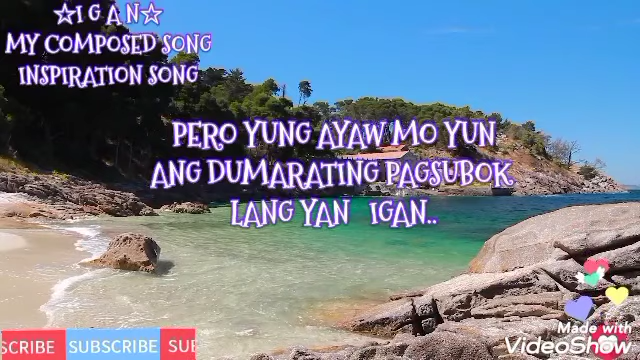 ☆I G A N☆
MY COMPOSED SONG
INSPIRATION SONG
PERO YUNG AYAW MO YUN
ANG DUMARATING PAGSUBOK
LANG YAN IGAN..
SCRIBE SUBSCRIBE SUB
Made with
VideoShow